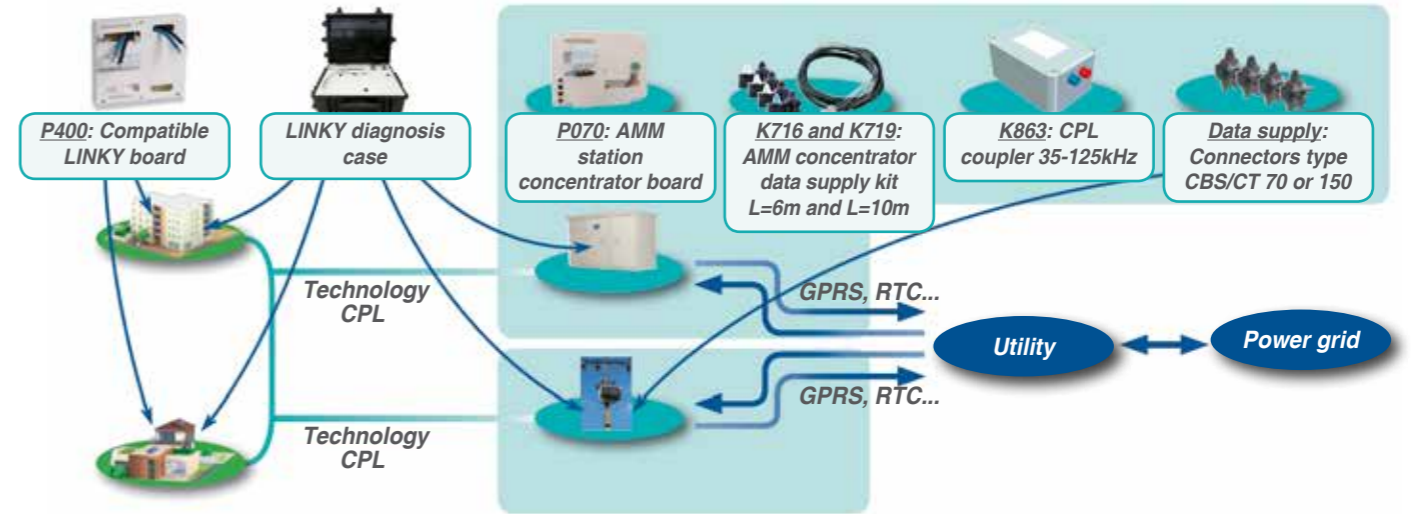 P400: Compatible
LINKY board
LINKY diagnosis
case
P070: AMM
station
concentrator board
K716 and K719:
AMM concentrator
data supply kit
L=6m and L=10m
K863: CPL
coupler 35-125kHz
Data supply:
Connectors type
CBS/CT 70 or 150
Technology
CPL
GPRS, RTC...
Utility
Power grid
GPRS, RTC...
Technology
CPL